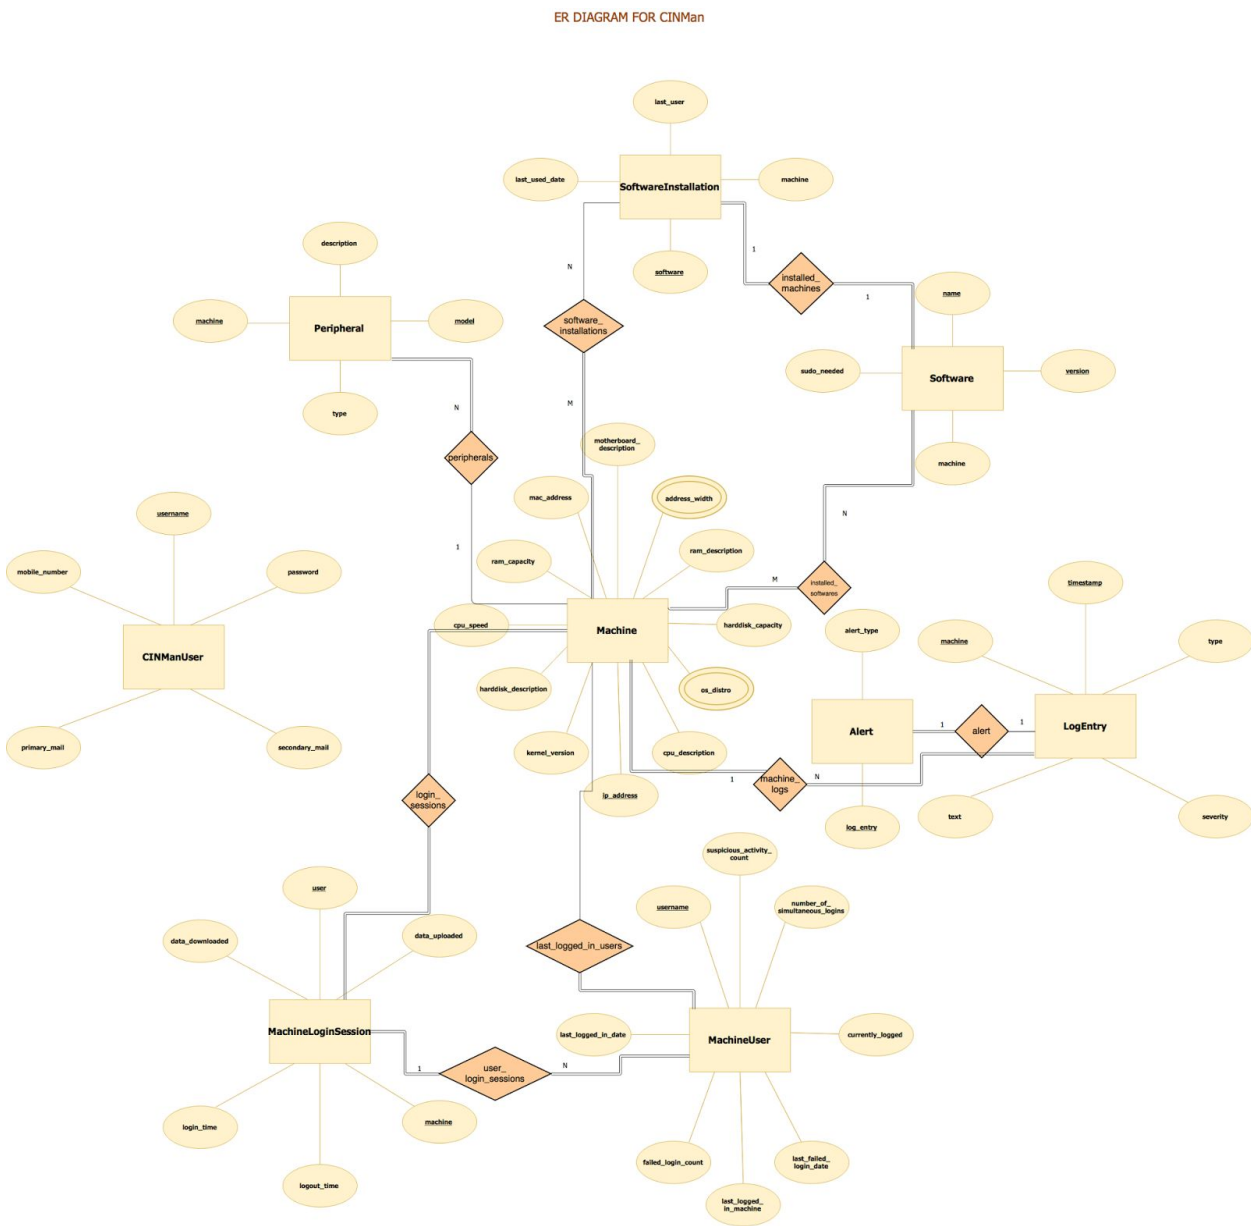 ER DIAGRAM FOR CINMan
last_user
last_used_date
SoftwareInstallation
machine
software
N
1
installed_
machines
1
description
machine
Peripheral
model
type
software_
installations
name
sudo_needed
Software
version
machine
N
M
peripherals
motherboard_
description
mac_address
address_width
ram_capacity
ram_description
N
1
M
installed_
softwares
username
mobile_number
password
CINManUser
primary_mail
secondary_mail
cpu_speed
Machine
harddisk_capacity
harddisk_description
os_distro
kernel_version
cpu_description
ip_address
alert_type
Alert
log_entry
1
alert
1
timestamp
machine
type
LogEntry
text
severity
1
machine_
logs
N
login_
sessions
user
data_downloaded
data_uploaded
MachineLoginSession
login_time
machine
logout_time
last_logged_in_users
1
user_
login_sessions
N
suspicious_activity_
count
username
number_of_
simultaneous_logins
last_logged_in_date
MachineUser
currently_logged
failed_login_count
last_failed_
login_date
last_logged_
in_machine